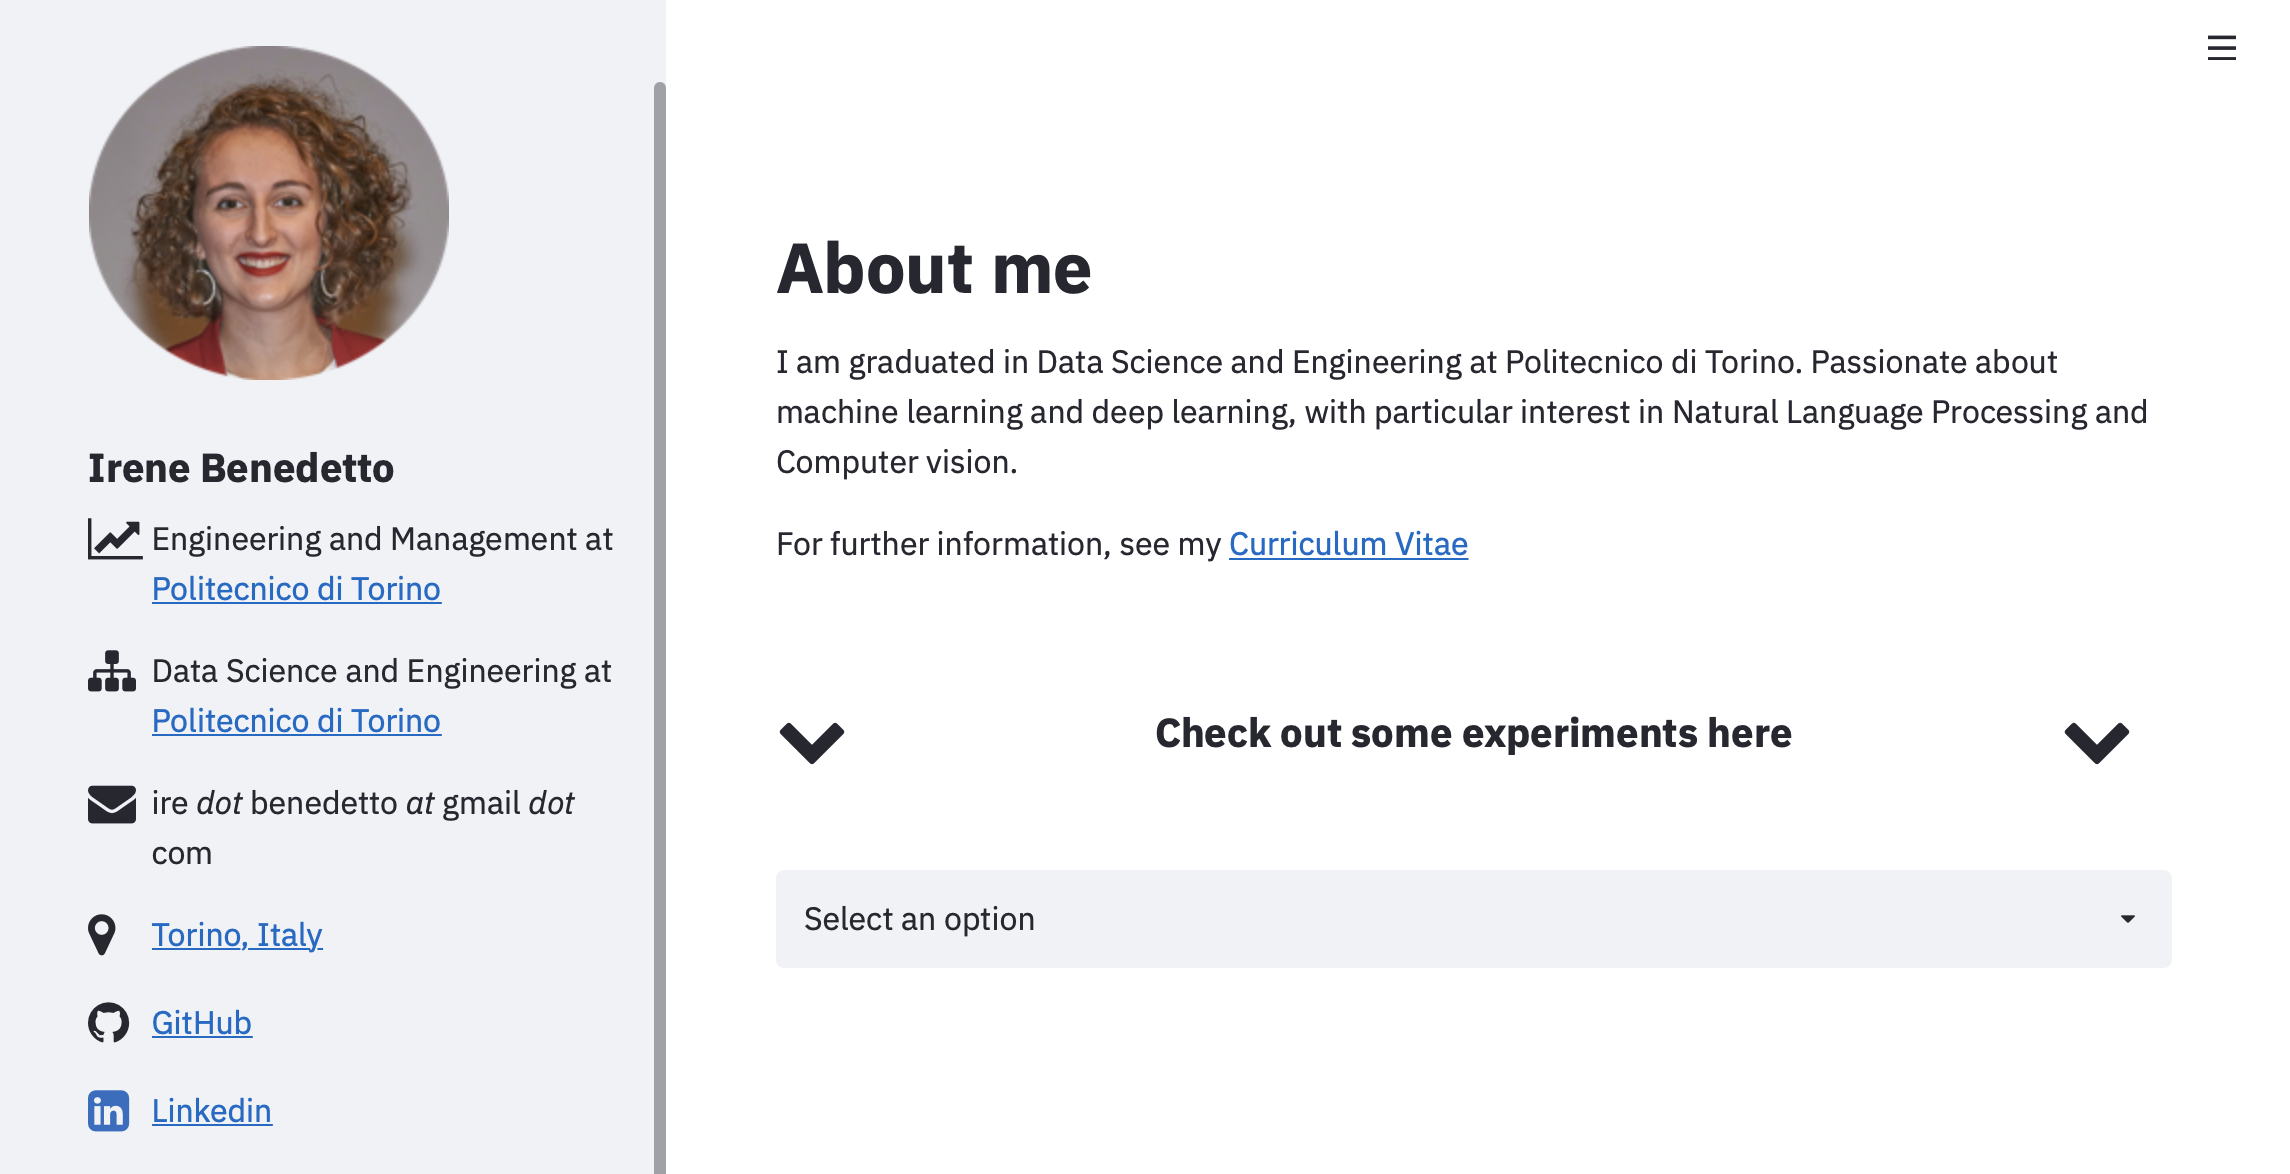 Irene Benedetto
Engineering and Management at
Politecnico di Torino
Data Science and Engineering at
Politecnico di Torino
ire dot benedetto at gmail dot
com
Torino, Italy
GitHub
in
Linkedin
About me
I am graduated in Data Science and Engineering at Politecnico di Torino. Passionate about
machine learning and deep learning, with particular interest in Natural Language Processing and
Computer vision.
For further information, see my Curriculum Vitae
Check out some experiments here
Select an option